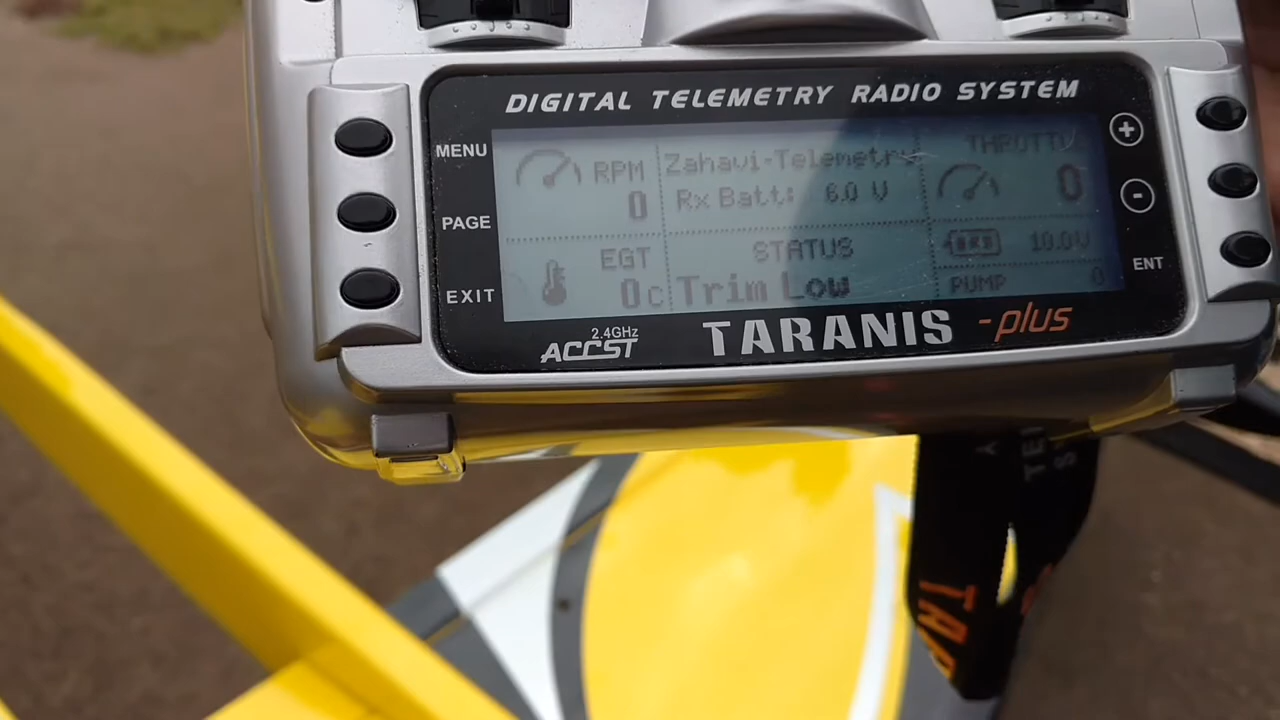 DIGITAL TELEMETRY RADIO SYSTEM
MENU
PAGE
EXIT
RPM
0
EGT
0c
Zahavi-Telemetry
Rx Batt: 6.0 V
STATUS
Trim Low
0
10.0V
PUMP 0
+
-
ENT
2.4GHz
ACCST
TARANIS -plus